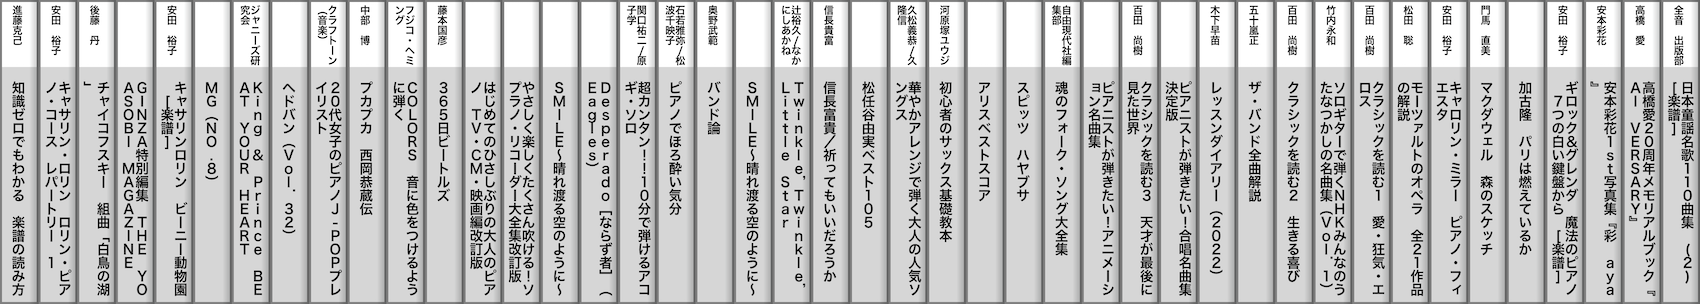 全音 出版部
日本童謡名歌110曲集 (2)
[楽譜]
高橋 愛
高橋愛20周年メモリアルブック『
AI VERSARY』
安本彩花
安本彩花1st写真集『彩 aya
』
安田 裕子
ギロック&グレンダ 魔法のピアノ
7つの白い鍵盤から [楽譜]
加古隆 パリは燃えているか
門馬 直美
マクダウェル 森のスケッチ
安田 裕子
キャロリン・ミラー ピアノ・フィ
エスタ
松田 聡
モーツァルトのオペラ 全21作品
の解説
百田 尚樹
クラシックを読む1 愛・狂気・エ
ロス
竹内永和
ソロギターで弾くNHKみんなのう
たなつかしの名曲集(Vol.1)
百田 尚樹
クラシックを読む2 生きる喜び
五十嵐正
ザ・バンド全曲解説
木下早苗
レッスンダイアリー(2022)
ピアニストが弾きたい!合唱名曲集
決定版
百田 尚樹
クラシックを読む3 天才が最後に
見た世界
ピアニストが弾きたい!アニメーシ
ョン名曲集
自由現代社編
集部
魂のフォーク・ソング大全集
スピッツ ハヤブサ
アリスベストスコア
河原塚ユウジ
初心者のサックス基礎教本
久松義恭/久
隆信
華やかアレンジで弾く大人の人気ソ
ングス
松任谷由実ベスト105
信長貴富
信長富貴/祈ってもいいだろうか
辻裕久/なか
にしあかね
Twinkle,Twinkle,
Little Star
SMILE~晴れ渡る空のように~
奥野武範
バンド論
石若雅弥/松
波千映子
ピアノでほろ酔い気分
関口祐二/原
子学
超カンタン!!10分で弾けるアコ
ギ・ソロ
Desperado[ならず者] (
Eagles)
SMILE~晴れ渡る空のように~
やさしく楽しくたくさん吹ける!ソ
プラノ・リコーダー大全集改訂版
はじめてのひさしぶりの大人のピア
ノ TV・CM・映画編改訂版
藤本国彦
365日ビートルズ
フジコ・ヘミ
ング
COLORS 音に色をつけるよう
に弾く
中部 博
プカプカ 西岡恭蔵伝
クラフトーン
(音楽)
20代女子のピアノJ-POPプレ
イリスト
ヘドバン(Vol.32)
ジャニーズ研
究会
King & Prince BE
AT YOUR HEART
MG(NO.8)
安田 裕子
キャサリンロリン ビーニー動物園
[楽譜]
GINZA特別編集 THE YO
ASOBI MAGAZINE
後藤 丹
チャイコフスキー 組曲「白鳥の湖
」
安田 裕子
キャサリン・ロリン ロリン・ピア
ノ・コース レパートリー 1
進藤克己
知識ゼロでもわかる 楽譜の読み方